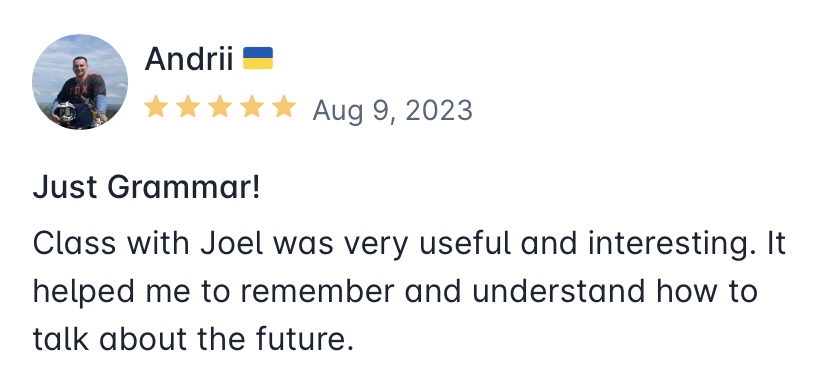 Andrii
Aug 9, 2023
Just Grammar!
Class with Joel was very useful and interesting. It
helped me to remember and understand how to
talk about the future.